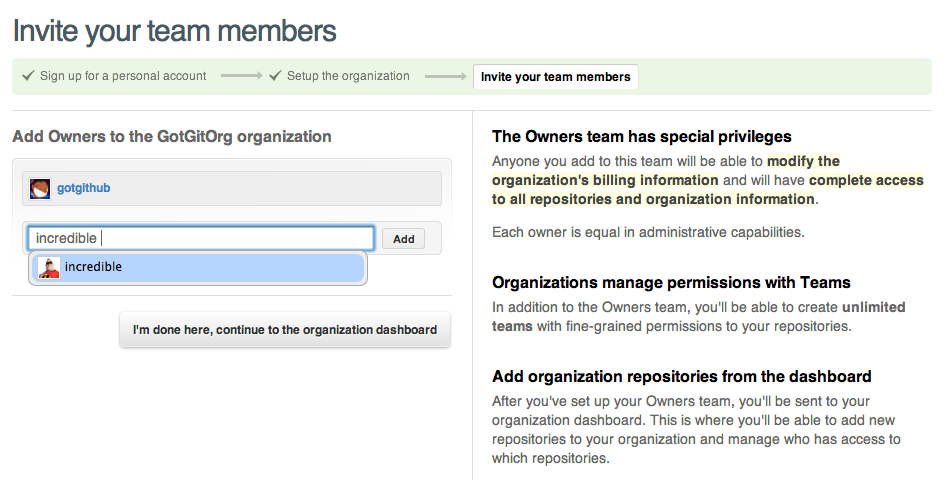 Invite your team members
Sign up for a personal account
Setup the organization
Invite your team members
Add Owners to the GotGitOrg organization
gotgithub
incredible
Add
incredible
I'm done here, continue to the organization dashboard
The Owners team has special privileges
Anyone you add to this team will be able to modify the
organization's billing information and will have complete access
to all repositories and organization information.
Each owner is equal in administrative capabilities.
Organizations manage permissions with Teams
In addition to the Owners team, you'll be able to create unlimited
teams with fine-grained permissions to your repositories.
Add organization repositories from the dashboard
After you've set up your Owners team, you'll be sent to your
organization dashboard. This is where you'll be able to add new
repositories to your organization and manage who has access to
which repositories.